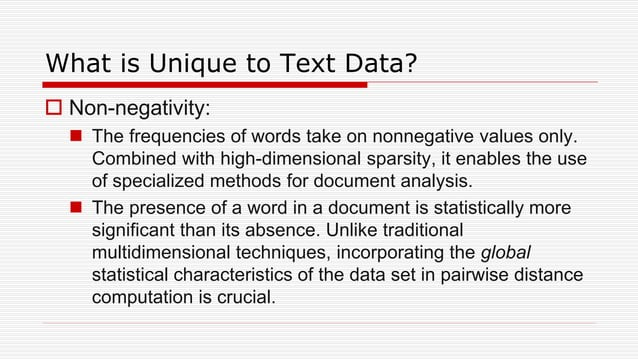 What is Unique to Text Data?
Non-negativity:
The frequencies of words take on nonnegative values only.
Combined with high-dimensional sparsity, it enables the use
of specialized methods for document analysis.
The presence of a word in a document is statistically more
significant than its absence. Unlike traditional
multidimensional techniques, incorporating the global
statistical characteristics of the data set in pairwise distance
computation is crucial.